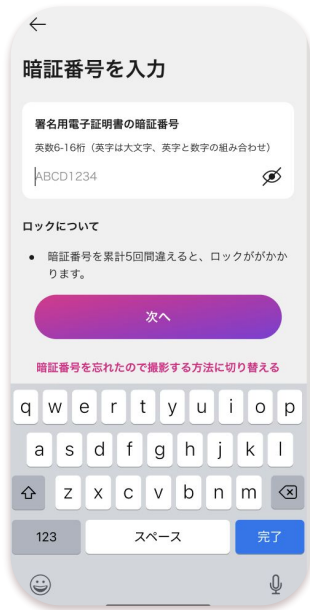 暗証番号を入力
署名用電子証明書の暗証番号
英数6-16桁（英字は大文字、英字と数字の組み合わせ）
ABCD1234
ロックについて
• 暗証番号を累計5回間違えると、ロックががかか
ります。
次へ
暗証番号を忘れたので撮影する方法に切り替える
q w e r t y u i o p
a s d f g h j k l
z x c v b n m
123 スペース 完了